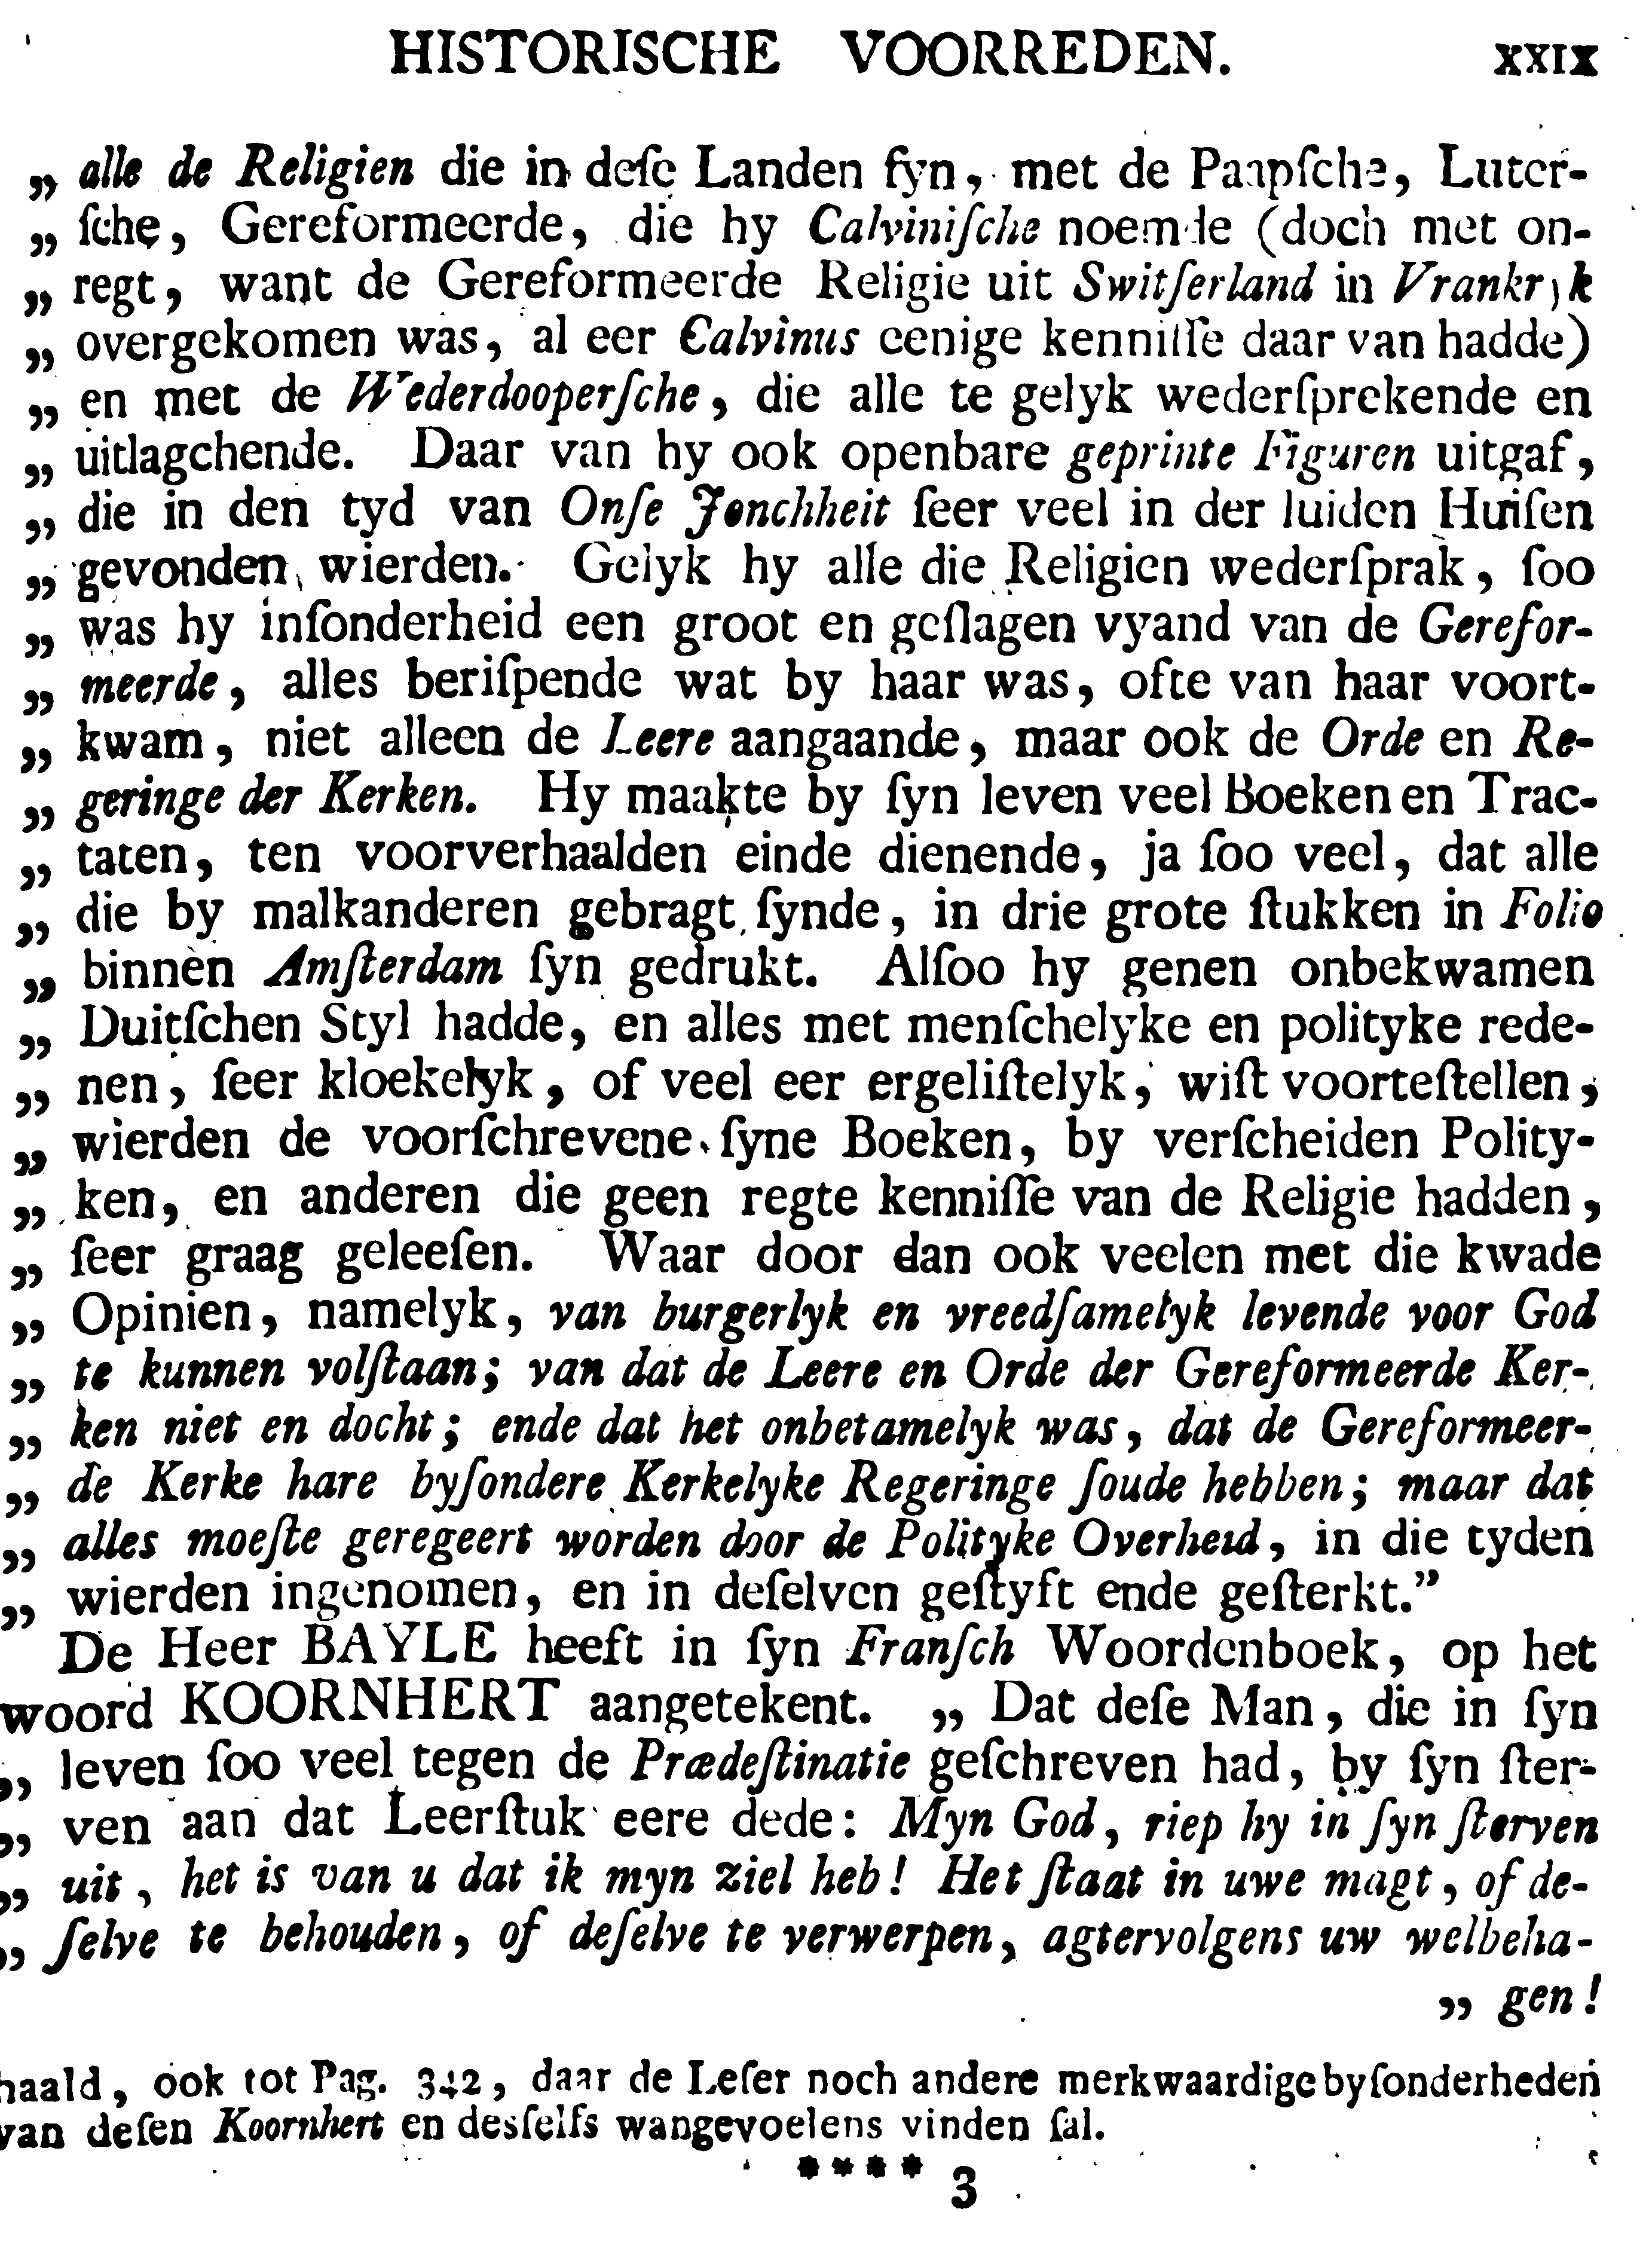 HISTORISCHE VOORREDEN. XXIX
„ alle de Religien die in deſe Landen ſyn, met de Paapſche, Luter-
„ ſche, Gereformeerde, die hy Calviniſche noemde (doch met on-
„ regt, want de Gereformeerde Religie uit Switſerland in Vrankryk
„ overgekomen was, al eer Calvinus eenige kenniſſe daar van hadde)
„ en met de Wederdooperſche, die alle te gelyk wederſprekende en
„ uitlagchende. Daar van hy ook openbare geprinte Figuren uitgaf,
„ die in den tyd van Onſe Jonchheit ſeer veel in der luiden Huiſen
„ gevonden wierden. Gelyk hy alle die Religien wederſprak, ſoo
„ was hy inſonderheid een groot en geſlagen vyand van de Gerefor-
„ meerde, alles beriſpende wat by haar was, ofte van haar voort-
„ kwam, niet alleen de Leere aangaande, maar ook de Orde en Re-
„ geringe der Kerken. Hy maakte by ſyn leven veel Boeken en Trac-
„ taten, ten voorverhaalden einde dienende, ja ſoo veel, dat alle
„ die by malkanderen gebragt ſynde, in drie grote ſtukken in Folio
„ binnen Amſterdam ſyn gedrukt. Alſoo hy genen onbekwamen
„ Duitſchen Styl hadde, en alles met menſchelyke en polityke rede-
„ nen, ſeer kloekelyk, of veel eer ergeliſtelyk, wiſt voorteſtellen,
„ wierden de voorſchrevene ſyne Boeken, by verſcheiden Polity-
„ ken, en anderen die geen regte kenniſſe van de Religie hadden,
„ ſeer graag geleeſen. Waar door dan ook veelen met die kwade
„ Opinien, namelyk, van burgerlyk en vreedſamelyk levende voor God
„ te kunnen volſtaan; van dat de Leere en Orde der Gereformeerde Ker-
„ ken niet en docht; ende dat het onbetamelyk was, dat de Gereformeer-
„ de Kerke hare byſondere Kerkelyke Regeringe ſoude hebben; maar dat
„ alles moeſte geregeert worden door de Polityke Overheid, in die tyden
„ wierden ingenomen, en in deſelven geſtyft ende geſterkt.”
De Heer BAYLE heeft in ſyn Franſch Woordenboek, op het
woord KOORNHERT aangetekent. „ Dat deſe Man, die in ſyn
„ leven ſoo veel tegen de Prædeſtinatie geſchreven had, by ſyn ſter-
„ ven aan dat Leerſtuk eere dede: Myn God, riep hy in ſyn ſterven
„ uit, het is van u dat ik myn ziel heb! Het ſtaat in uwe magt, of de-
„ ſelve te behouden, of deſelve te verwerpen, agtervolgens uw welbeha-
„ gen!
haald, ook tot Pag. 342, daar de Leſer noch andere merkwaardige byſonderheden
van deſen Koornhert en desſelfs wangevoelens vinden ſal.
**** 3